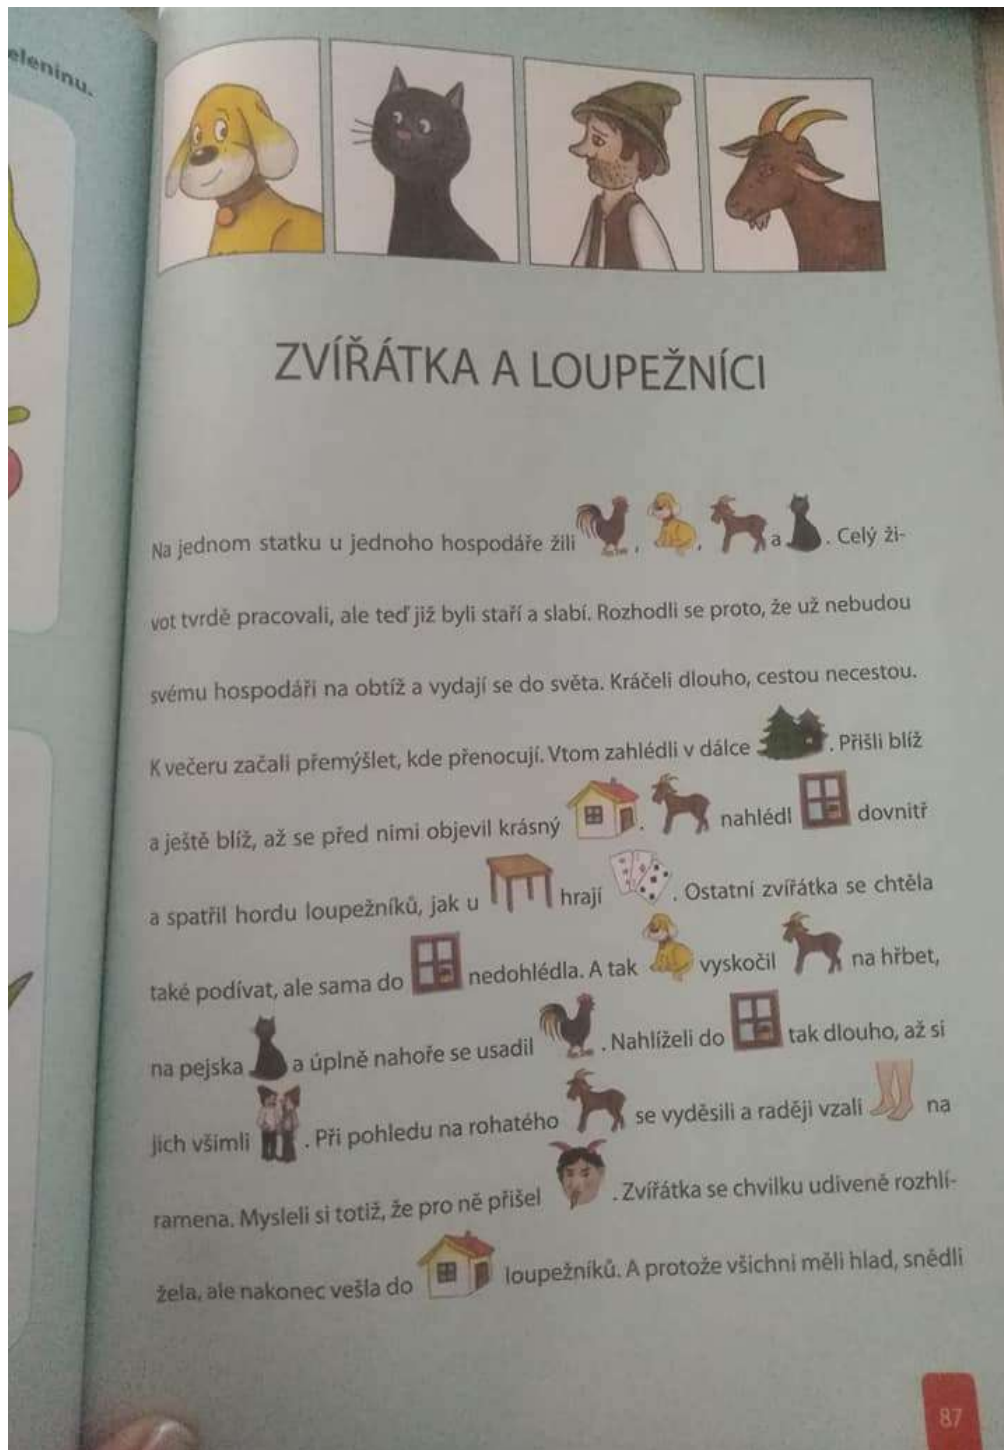 eleninu.
ZVÍŘÁTKA A LOUPEŽNÍCI
Na jednom statku u jednoho hospodáře žili , , a . Celý ži-
vot tvrdě pracovali, ale teď již byli staří a slabí. Rozhodli se proto, že už nebudou
svému hospodáři na obtíž a vydají se do světa. Kráčeli dlouho, cestou necestou.
K večeru začali přemýšlet, kde přenocují. Vtom zahlédli v dálce . Přišli blíž
a ještě blíž, až se před nimi objevil krásný . nahlédl dovnitř
a spatřil hordu loupežníků, jak u hrají . Ostatní zvířátka se chtěla
také podívat, ale sama do nedohlédla. A tak vyskočil na hřbet,
na pejska a úplně nahoře se usadil . Nahlíželi do tak dlouho, až si
jich všimli . Při pohledu na rohatého se vyděsili a raději vzali na
ramena. Mysleli si totiž, že pro ně přišel . Zvířátka se chvilku udiveně rozhlí-
žela, ale nakonec vešla do loupežníků. A protože všichni měli hlad, snědli
87